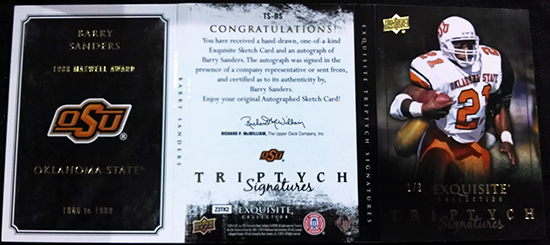 BARRY
SANDERS
1988 MAXWELL AWARD
OSU
OKLAHOMA STATE
1986 to 1988
BARRY SANDERS
TS-BS
CONGRATULATIONS!
You have received a hand-drawn, one-of-a-kind
Exquisite Sketch Card and an autograph of
Barry Sanders. The autograph was signed in the
presence of a company representative or sent from,
and certified as to its authenticity by,
Barry Sanders.
Enjoy your original Autographed Sketch Card!
RICHARD P. McWILLIAM, The Upper Deck Company, Inc.
OSU
TRIPTYCH
Signatures
EXQUISITE
COLLECTION
EXQUISITE TRIPTYCH SIGNATURES
UPPER DECK
OKLAHOMA STATE
21
EXQUISITE
COLLECTION
TRIPTYCH
Signatures